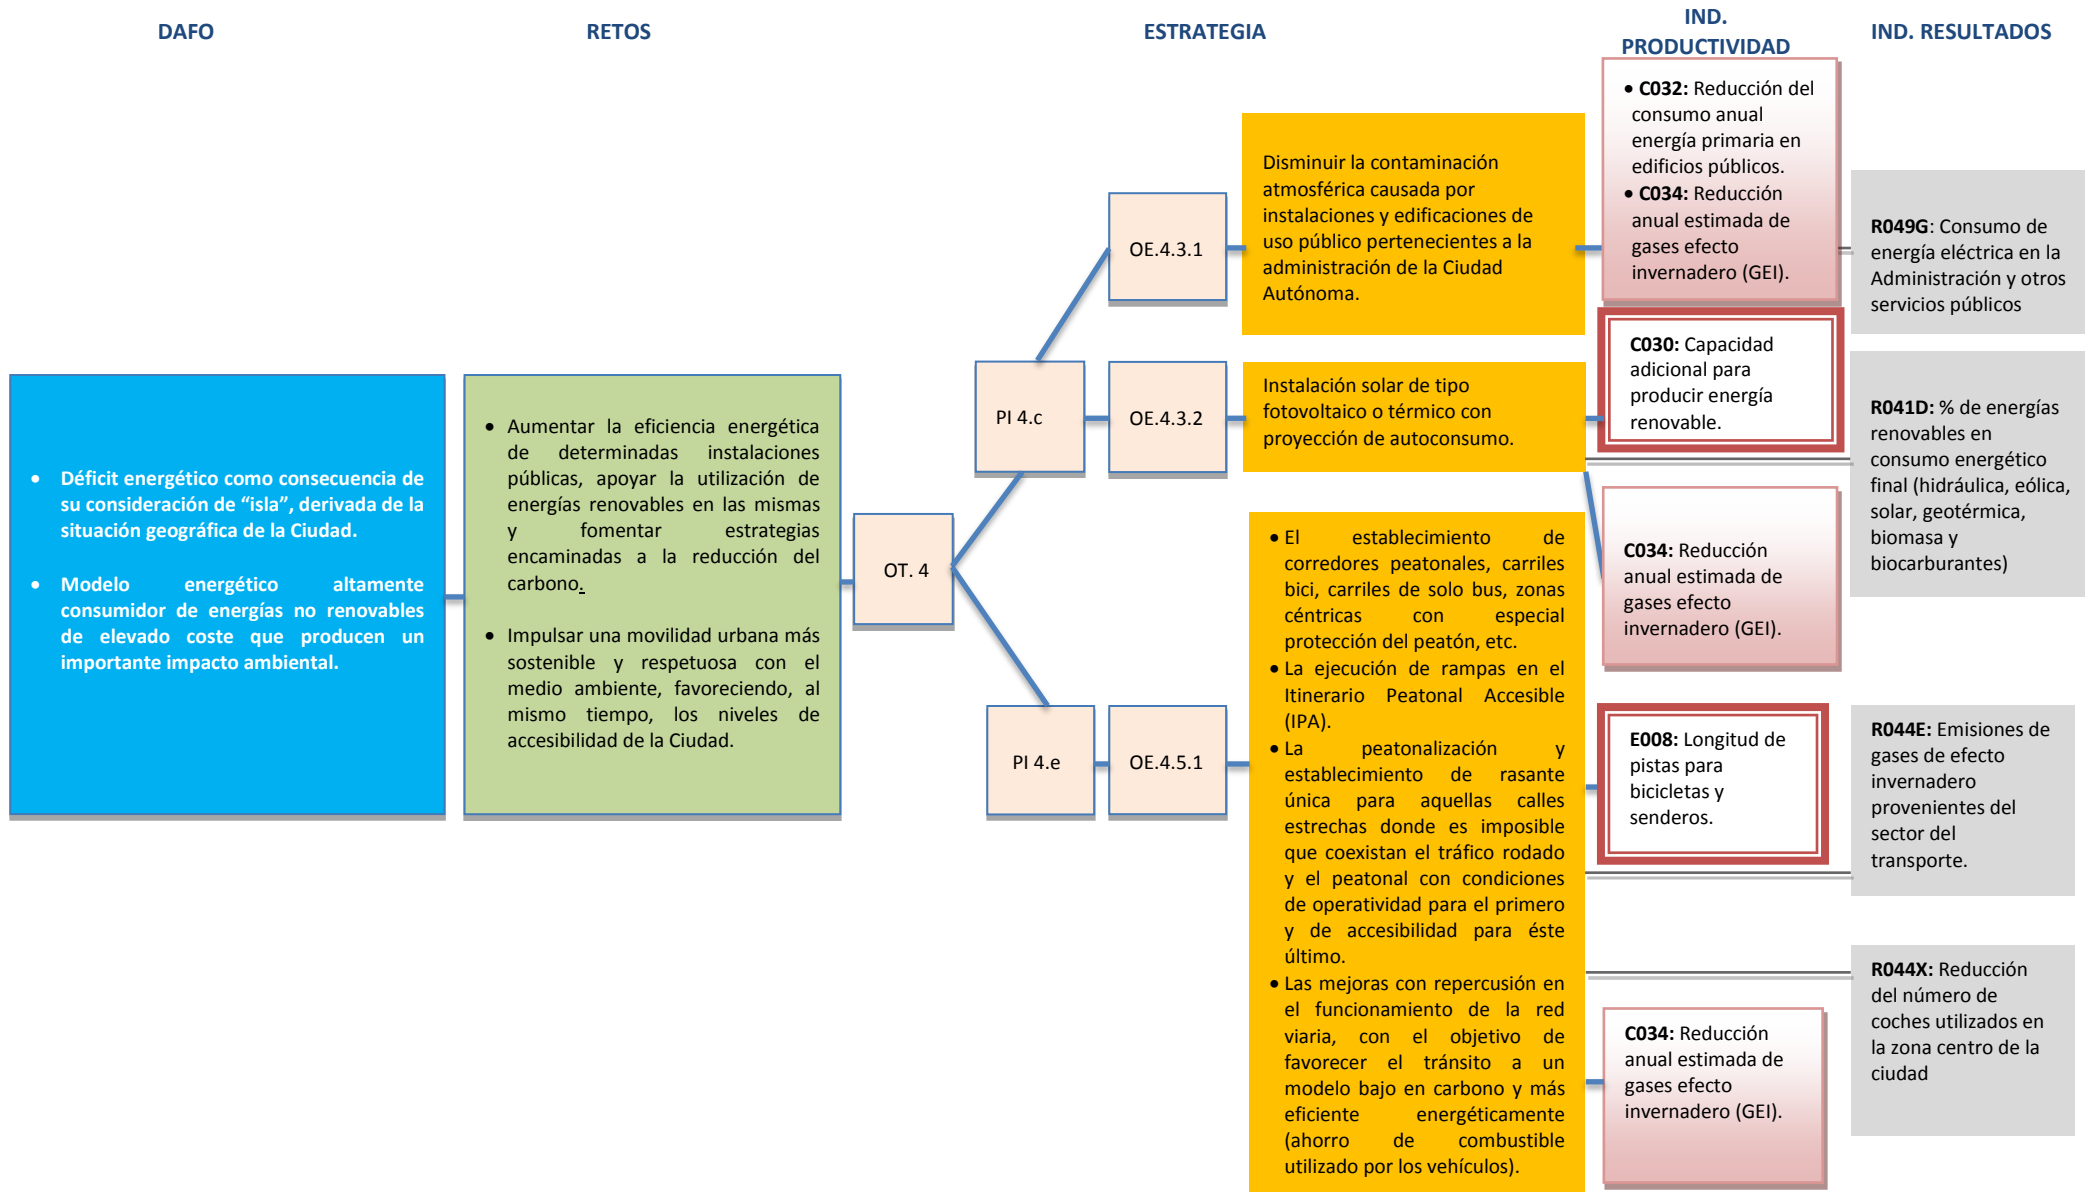 DAFO
RETOS
ESTRATEGIA
IND.
PRODUCTIVIDAD
IND. RESULTADOS
• Déficit energético como consecuencia de
su consideración de “isla”, derivada de la
situación geográfica de la Ciudad.
• Modelo energético altamente
consumidor de energías no renovables
de elevado coste que producen un
importante impacto ambiental.
• Aumentar la eficiencia energética
de determinadas instalaciones
públicas, apoyar la utilización de
energías renovables en las mismas
y fomentar estrategias
encaminadas a la reducción del
carbono.
• Impulsar una movilidad urbana más
sostenible y respetuosa con el
medio ambiente, favoreciendo, al
mismo tiempo, los niveles de
accesibilidad de la Ciudad.
OT. 4
PI 4.c
PI 4.e
OE.4.3.1
OE.4.3.2
OE.4.5.1
Disminuir la contaminación
atmosférica causada por
instalaciones y edificaciones de
uso público pertenecientes a la
administración de la Ciudad
Autónoma.
Instalación solar de tipo
fotovoltaico o térmico con
proyección de autoconsumo.
• El establecimiento de
corredores peatonales, carriles
bici, carriles de solo bus, zonas
céntricas con especial
protección del peatón, etc.
• La ejecución de rampas en el
Itinerario Peatonal Accesible
(IPA).
• La peatonalización y
establecimiento de rasante
única para aquellas calles
estrechas donde es imposible
que coexistan el tráfico rodado
y el peatonal con condiciones
de operatividad para el primero
y de accesibilidad para éste
último.
• Las mejoras con repercusión en
el funcionamiento de la red
viaria, con el objetivo de
favorecer el tránsito a un
modelo bajo en carbono y más
eficiente energéticamente
(ahorro de combustible
utilizado por los vehículos).
• C032: Reducción del
consumo anual
energía primaria en
edificios públicos.
• C034: Reducción
anual estimada de
gases efecto
invernadero (GEI).
C030: Capacidad
adicional para
producir energía
renovable.
C034: Reducción
anual estimada de
gases efecto
invernadero (GEI).
E008: Longitud de
pistas para
bicicletas y
senderos.
C034: Reducción
anual estimada de
gases efecto
invernadero (GEI).
R049G: Consumo de
energía eléctrica en la
Administración y otros
servicios públicos
R041D: % de energías
renovables en
consumo energético
final (hidráulica, eólica,
solar, geotérmica,
biomasa y
biocarburantes)
R044E: Emisiones de
gases de efecto
invernadero
provenientes del
sector del
transporte.
R044X: Reducción
del número de
coches utilizados en
la zona centro de la
ciudad